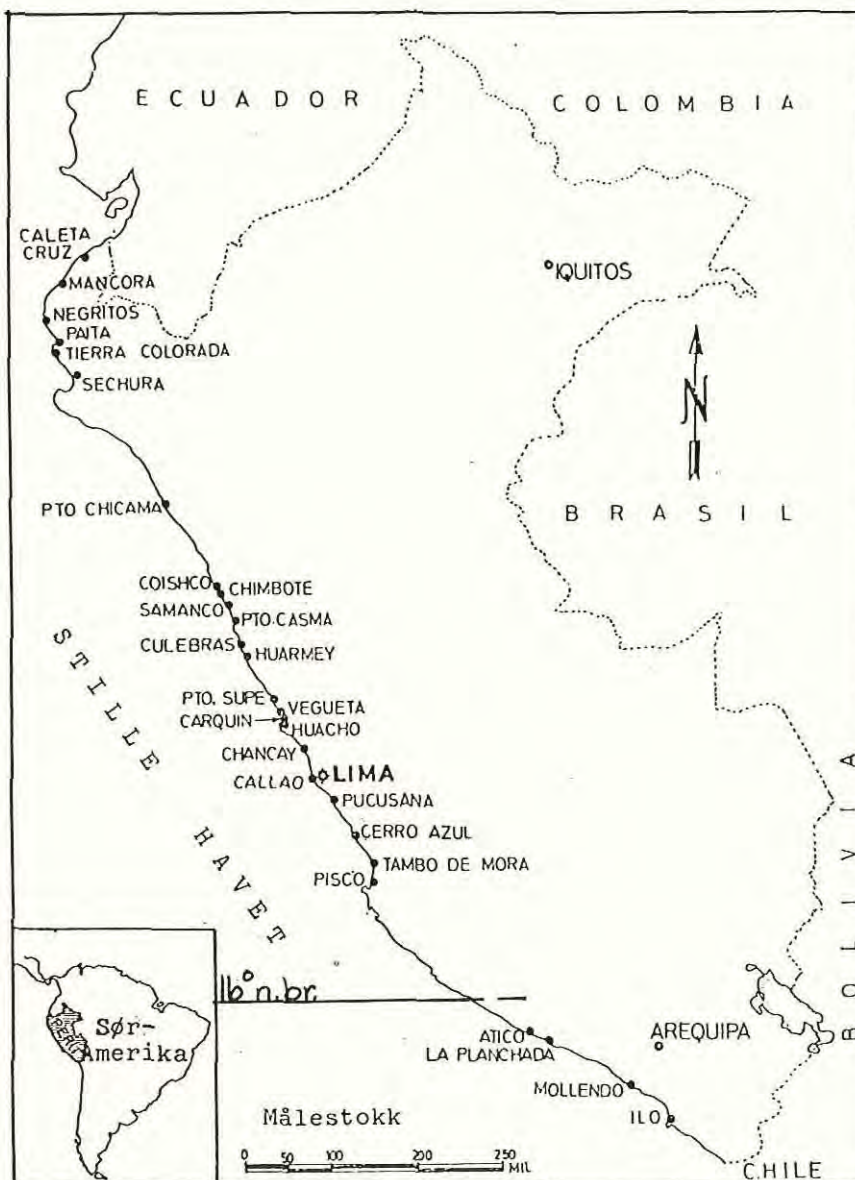 ECUADOR
COLOMBIA
CALETA
CRUZ
MANCORA
IQUITOS
NEGRITOS
PAITA
TIERRA COLORADA
SECHURA
N
PTO CHICAMA
BRASIL
COISHCO
CHIMBOTE
SAMANCO
PTO.CASMA
CULEBRAS
HUARMEY
PTO. SUPE
VEGUETA
CARQUIN
HUACHO
CHANCAY
LIMA
CALLAO
PUCUSANA
CERRO AZUL
TAMBO DE MORA
PISCO
STILLE HAVET
BOLIVIA
16° n.br.
PERU
Sør-
Amerika
ATICO
LA PLANCHADA
AREQUIPA
MOLLENDO
ILO
Målestokk
0 50 100 200 250
MIL
CHILE